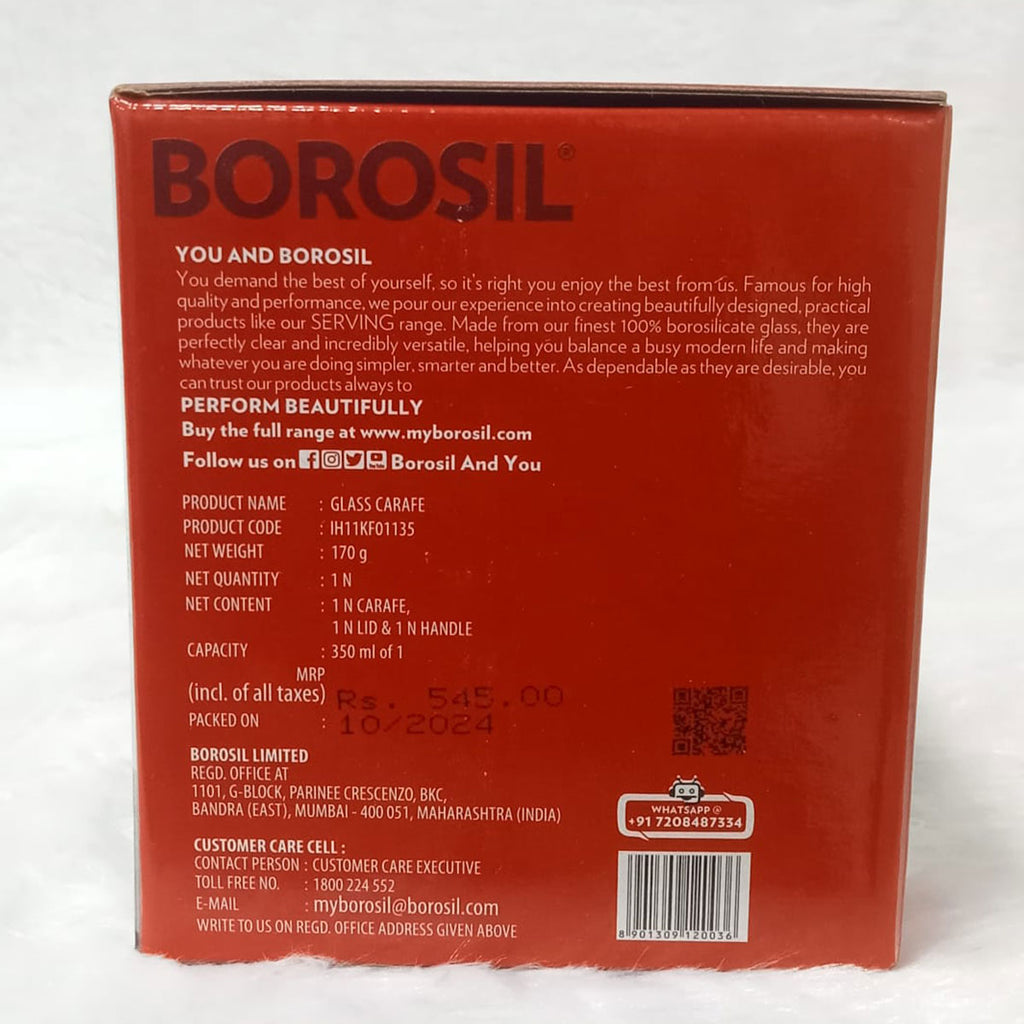 BOROSIL®
YOU AND BOROSIL
You demand the best of yourself, so it's right you enjoy the best from us. Famous for high
quality and performance, we pour our experience into creating beautifully designed, practical
products like our SERVING range. Made from our finest 100% borosilicate glass, they are
perfectly clear and incredibly versatile, helping you balance a busy modern life and making
whatever you are doing simpler, smarter and better. As dependable as they are desirable, you
can trust our products always to
PERFORM BEAUTIFULLY
Buy the full range at www.myborosil.com
Follow us on Borosil And You
PRODUCT NAME : GLASS CARAFE
PRODUCT CODE : IH11KF01135
NET WEIGHT : 170 g
NET QUANTITY : 1 N
NET CONTENT : 1 N CARAFE,
1 N LID & 1 N HANDLE
CAPACITY : 350 ml of 1
MRP
(incl. of all taxes) Rs. 545.00
PACKED ON : 10/2024
BOROSIL LIMITED
REGD. OFFICE AT
1101, G-BLOCK, PARINEE CRESCENZO, BKC,
BANDRA (EAST), MUMBAI - 400 051, MAHARASHTRA (INDIA)
WHATSAPP @
+91 7208487334
CUSTOMER CARE CELL :
CONTACT PERSON : CUSTOMER CARE EXECUTIVE
TOLL FREE NO. : 1800 224 552
E-MAIL : myborosil@borosil.com
WRITE TO US ON REGD. OFFICE ADDRESS GIVEN ABOVE
8 901309 120036